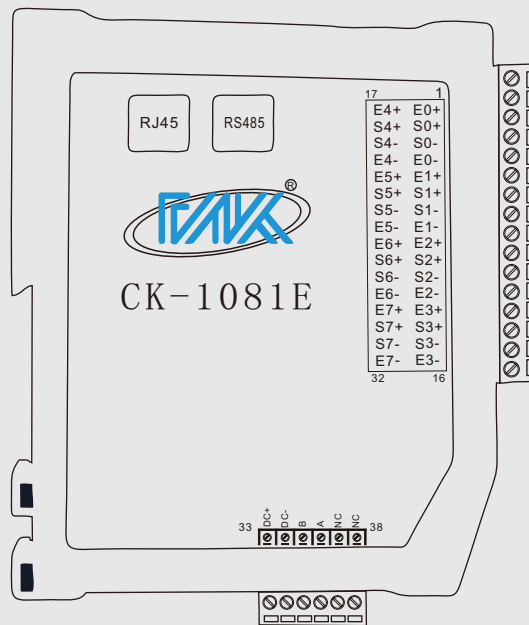 RJ45 RS485
17 1
E4+ E0+
S4+ S0+
S4- S0-
E4- E0-
E5+ E1+
S5+ S1+
S5- S1-
E5- E1-
E6+ E2+
S6+ S2+
S6- S2-
E6- E2-
E7+ E3+
S7+ S3+
S7- S3-
E7- E3-
32 16
®
CK-1081E
33 DC+ DC- B A NC NC 38